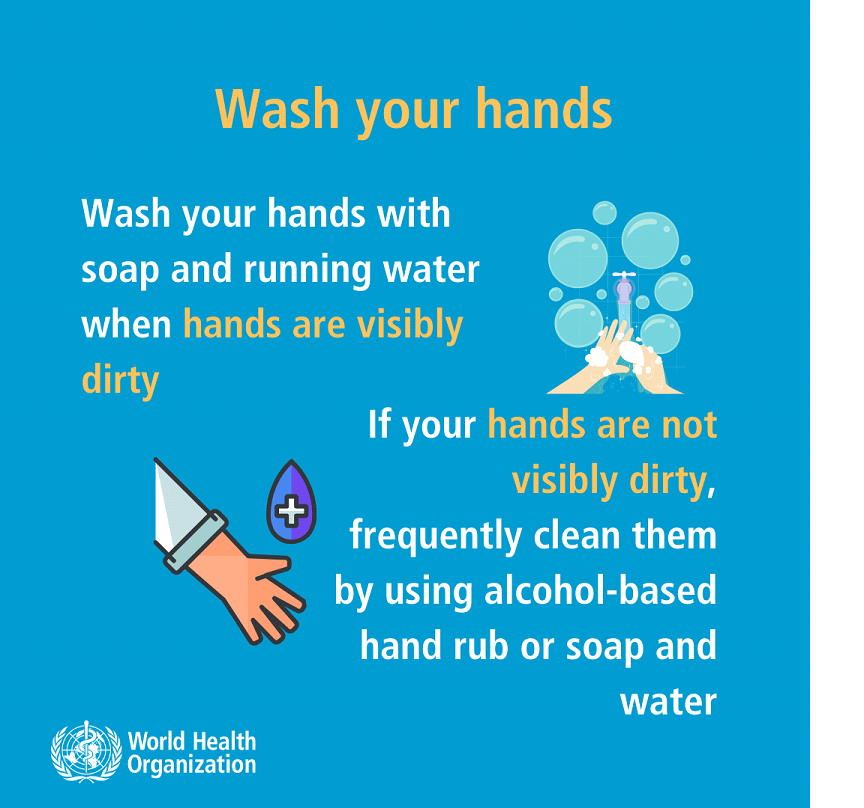 Wash your hands
Wash your hands with
soap and running water
when hands are visibly
dirty
If your hands are not
visibly dirty,
frequently clean them
by using alcohol-based
hand rub or soap and
water
World Health
Organization